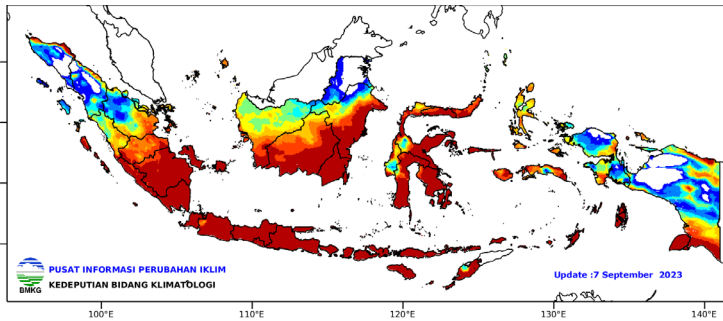 PUSAT INFORMASI PERUBAHAN IKLIM
KEDEPUTIAN BIDANG KLIMATOLOGI
BMKG
Update :7 September 2023
100°E
110°E
120°E
130°E
140°E